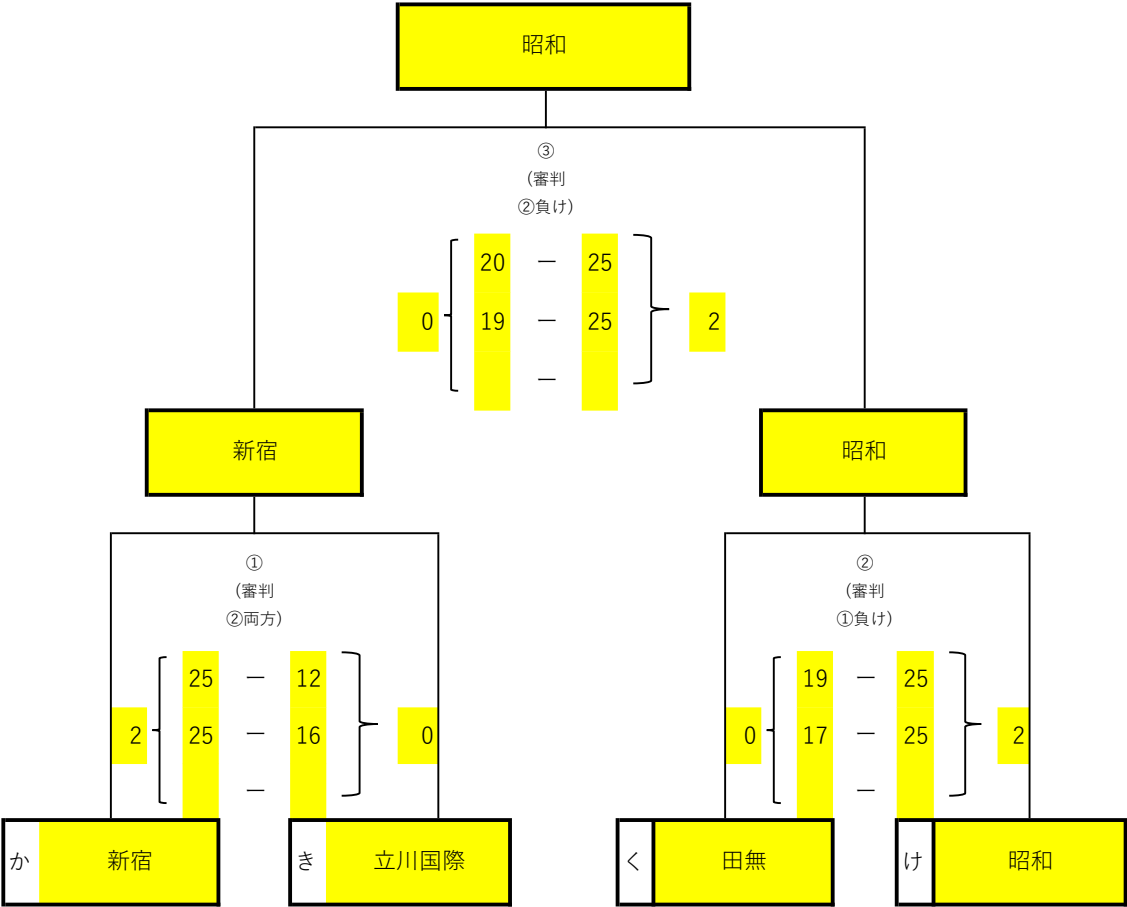 昭和
③
(審判
②負け)
20 ー 25
0 19 ー 25 2
ー
新宿 昭和
① ②
(審判 (審判
②両方) ①負け)
25 ー 12 19 ー 25
2 25 ー 16 0 0 17 ー 25 2
ー ー
か 新宿 き 立川国際 く 田無 け 昭和